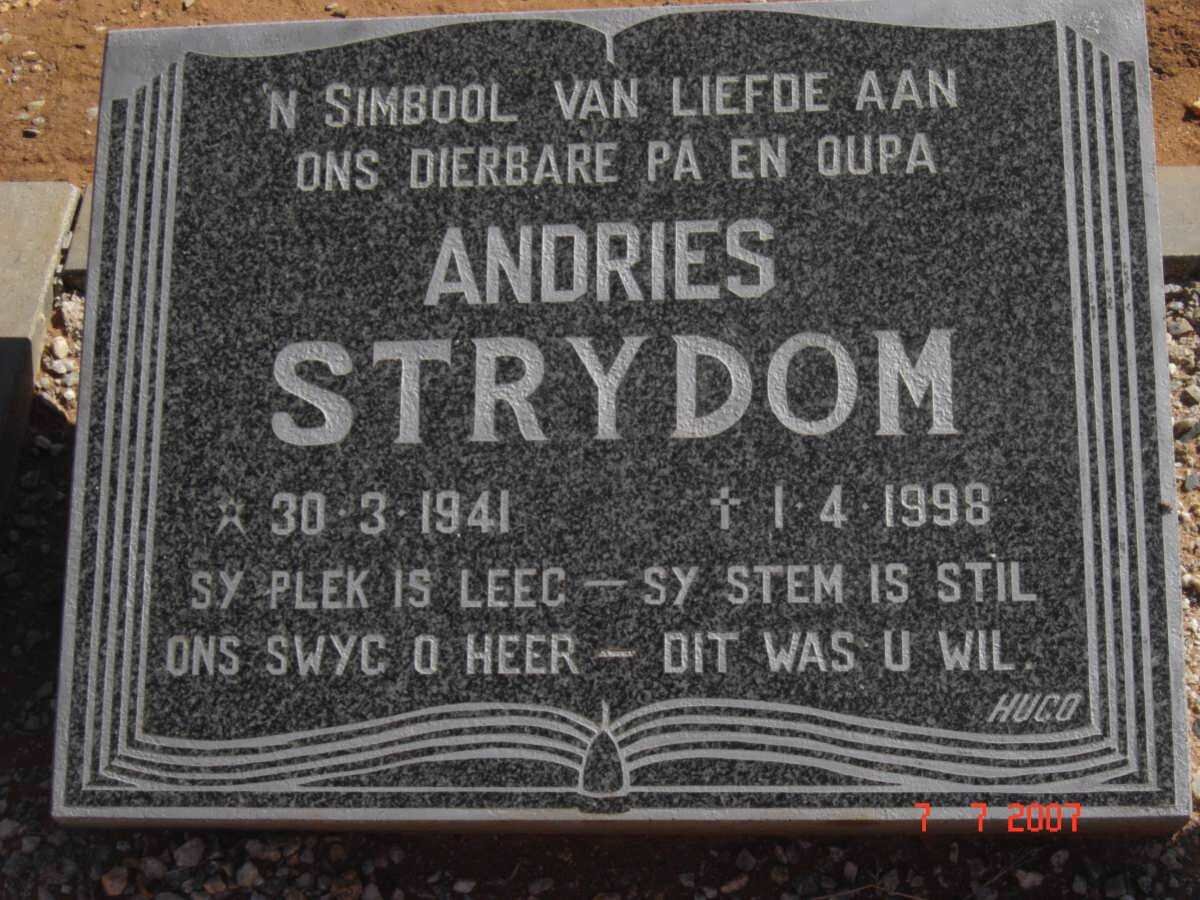 'N SIMBOOL VAN LIEFDE AAN
ONS DIERBARE PA EN OUPA
ANDRIES
STRYDOM
☆ 30·3·1941 † 1·4·1998
SY PLEK IS LEEG — SY STEM IS STIL
ONS SWYG O HEER — DIT WAS U WIL.
HUGO
7 7 2007